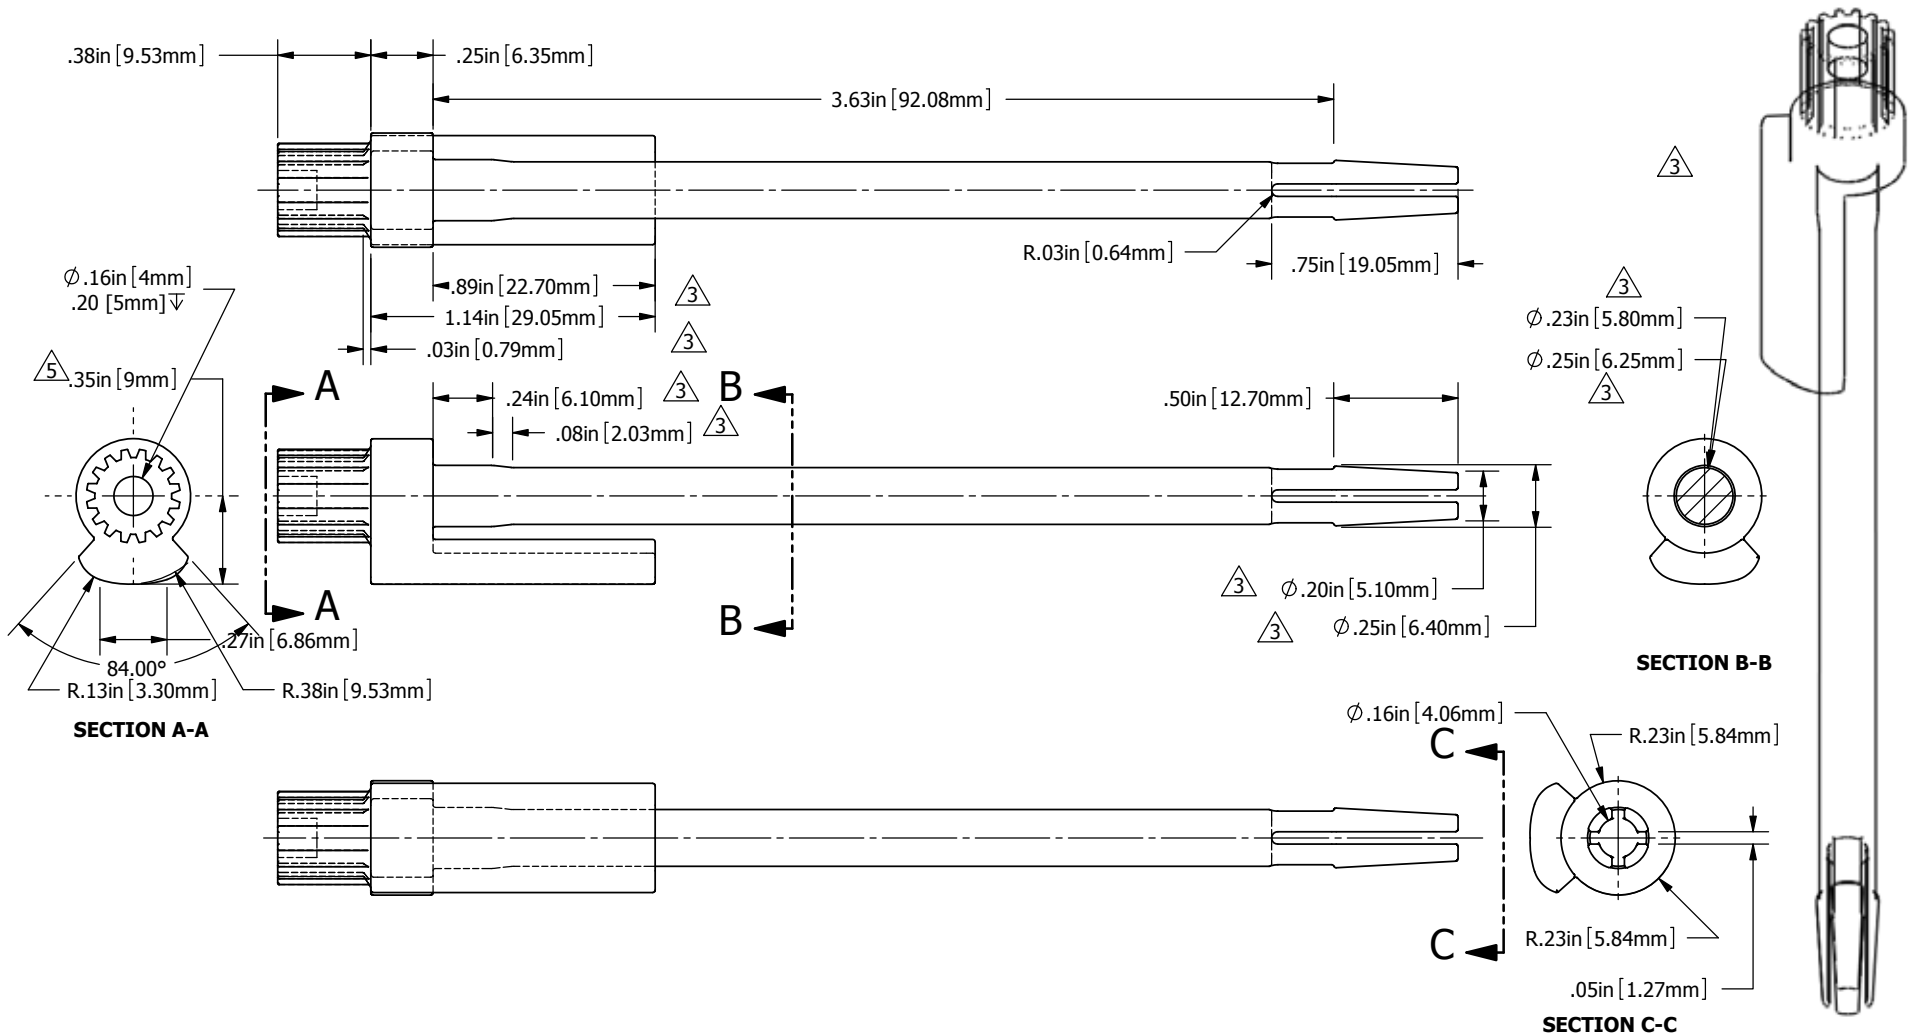 .38in [9.53mm]
.25in [6.35mm]
3.63in [92.08mm]
3
R.03in [0.64mm]
.75in [19.05mm]
.89in [22.70mm]
3
1.14in [29.05mm]
3
.03in [0.79mm]
Ø.16in [4mm]
.20 [5mm]↧
5
.35in [9mm]
A
.24in [6.10mm]
3
B
.08in [2.03mm]
3
.50in [12.70mm]
3
Ø.23in [5.80mm]
Ø.25in [6.25mm]
3
A
B
3
Ø.20in [5.10mm]
3
Ø.25in [6.40mm]
.27in [6.86mm]
84.00°
R.13in [3.30mm]
R.38in [9.53mm]
SECTION A-A
SECTION B-B
Ø.16in [4.06mm]
C
R.23in [5.84mm]
C
R.23in [5.84mm]
.05in [1.27mm]
SECTION C-C